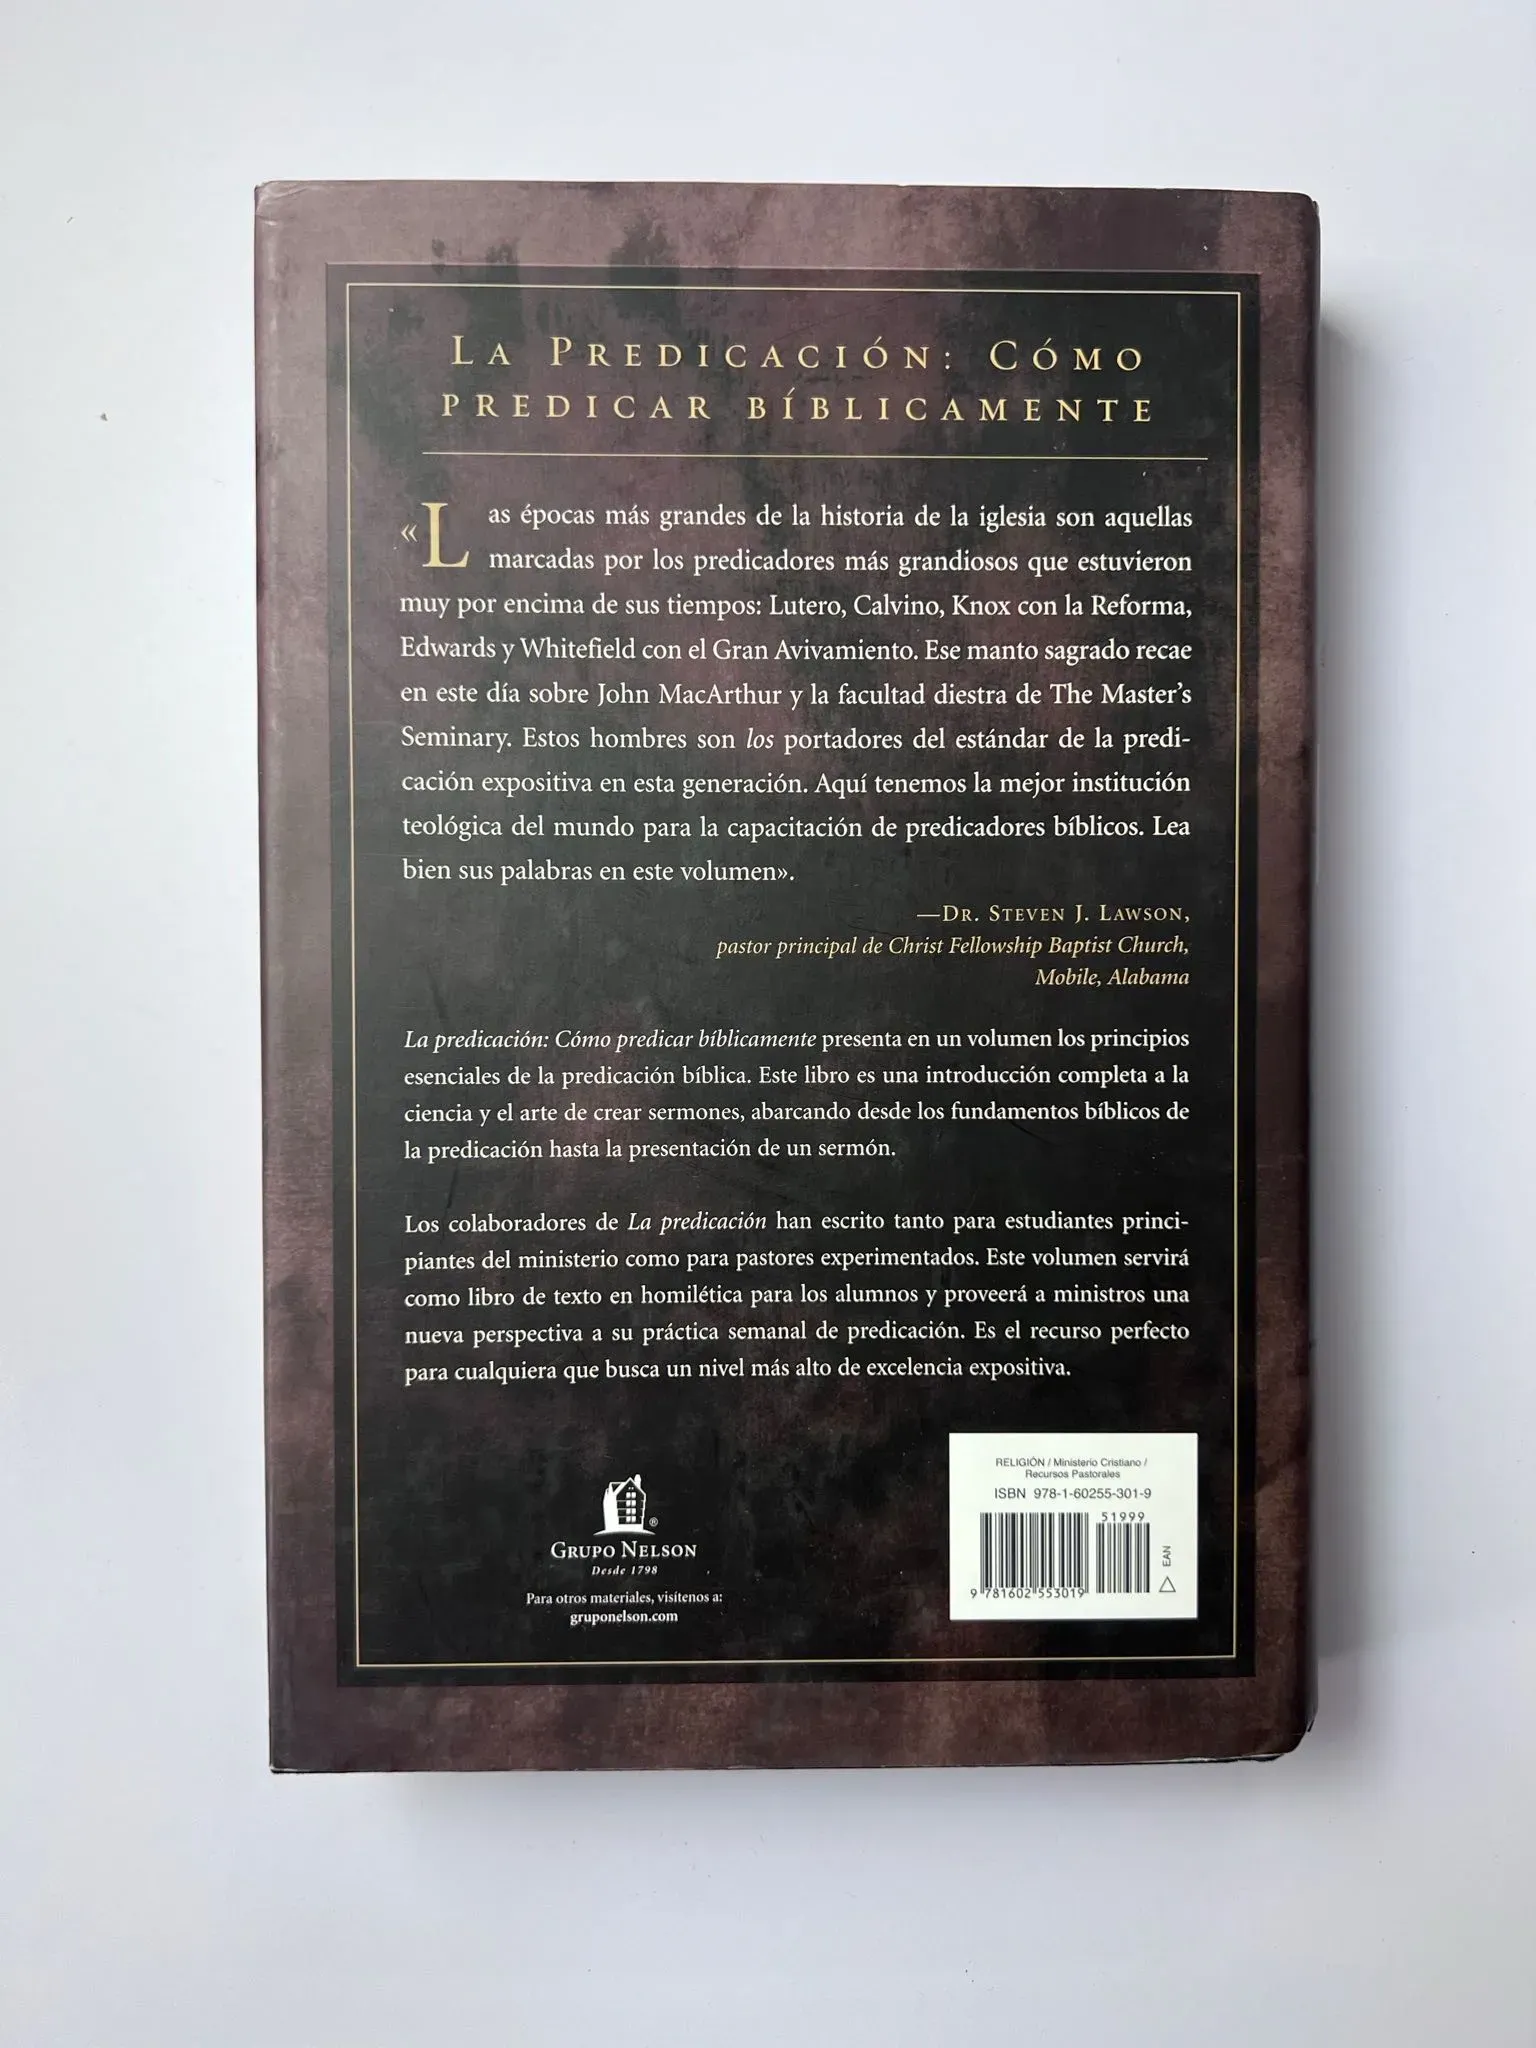 La Predicación: Cómo
predicar bíblicamente
«Las épocas más grandes de la historia de la iglesia son aquellas
marcadas por los predicadores más grandiosos que estuvieron
muy por encima de sus tiempos: Lutero, Calvino, Knox con la Reforma,
Edwards y Whitefield con el Gran Avivamiento. Ese manto sagrado recae
en este día sobre John MacArthur y la facultad diestra de The Master's
Seminary. Estos hombres son los portadores del estándar de la predi-
cación expositiva en esta generación. Aquí tenemos la mejor institución
teológica del mundo para la capacitación de predicadores bíblicos. Lea
bien sus palabras en este volumen».
—Dr. Steven J. Lawson,
pastor principal de Christ Fellowship Baptist Church,
Mobile, Alabama
La predicación: Cómo predicar bíblicamente presenta en un volumen los principios
esenciales de la predicación bíblica. Este libro es una introducción completa a la
ciencia y el arte de crear sermones, abarcando desde los fundamentos bíblicos de
la predicación hasta la presentación de un sermón.
Los colaboradores de La predicación han escrito tanto para estudiantes princi-
piantes del ministerio como para pastores experimentados. Este volumen servirá
como libro de texto en homilética para los alumnos y proveerá a ministros una
nueva perspectiva a su práctica semanal de predicación. Es el recurso perfecto
para cualquiera que busca un nivel más alto de excelencia expositiva.
®
Grupo Nelson
Desde 1798
Para otros materiales, visítenos a:
gruponelson.com
RELIGIÓN / Ministerio Cristiano /
Recursos Pastorales
ISBN 978-1-60255-301-9
51999
9 781602 553019
EAN